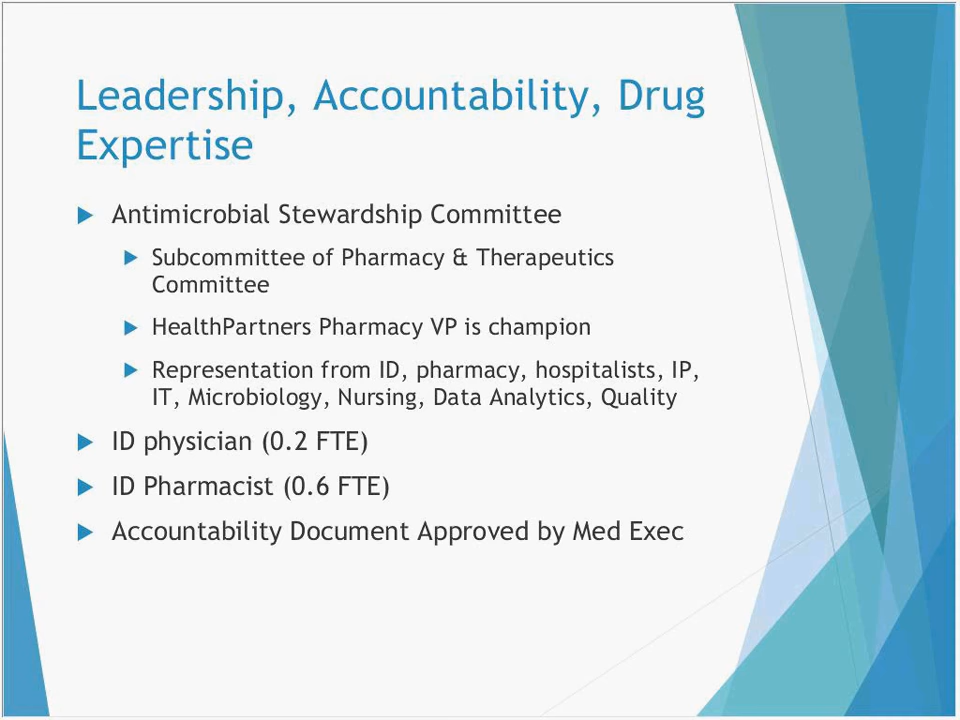 Leadership, Accountability, Drug
Expertise
Antimicrobial Stewardship Committee
Subcommittee of Pharmacy & Therapeutics
Committee
HealthPartners Pharmacy VP is champion
Representation from ID, pharmacy, hospitalists, IP,
IT, Microbiology, Nursing, Data Analytics, Quality
ID physician (0.2 FTE)
ID Pharmacist (0.6 FTE)
Accountability Document Approved by Med Exec